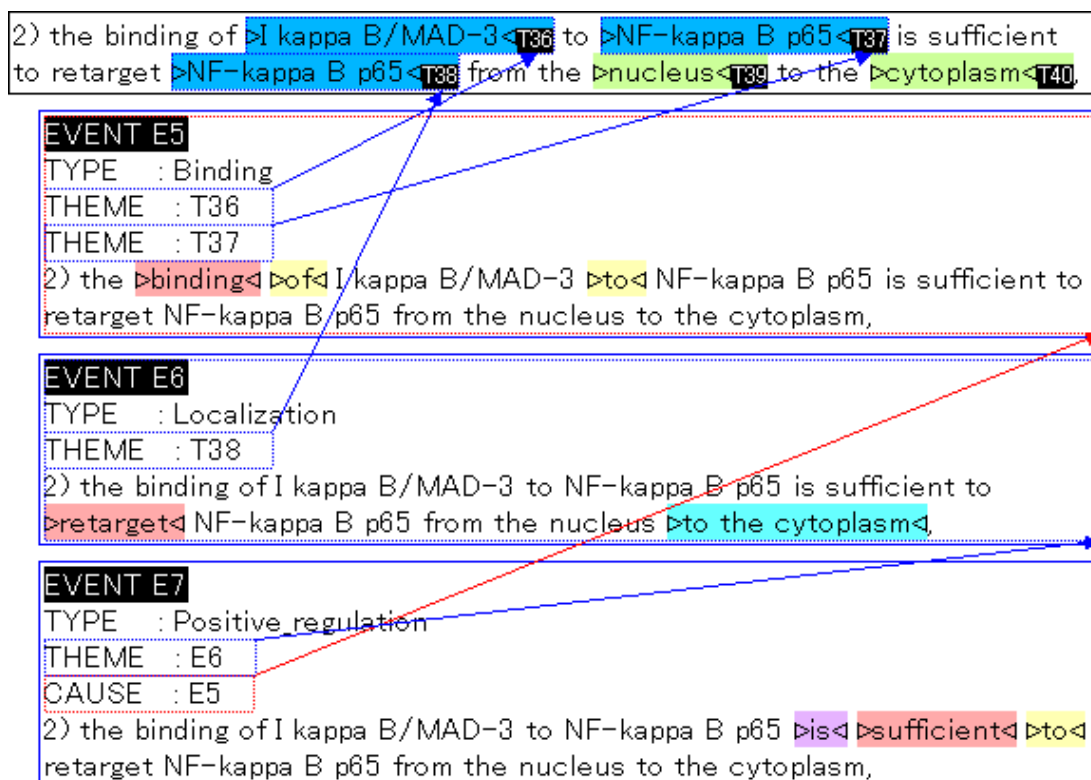 2) the binding of ▷I kappa B/MAD-3◁T36 to ▷NF-kappa B p65◁T37 is sufficient
to retarget ▷NF-kappa B p65◁T38 from the ▷nucleus◁T39 to the ▷cytoplasm◁T40,
EVENT E5
TYPE : Binding
THEME : T36
THEME : T37
2) the ▷binding◁ ▷of◁ I kappa B/MAD-3 ▷to◁ NF-kappa B p65 is sufficient to
retarget NF-kappa B p65 from the nucleus to the cytoplasm,
EVENT E6
TYPE : Localization
THEME : T38
2) the binding of I kappa B/MAD-3 to NF-kappa B p65 is sufficient to
▷retarget◁ NF-kappa B p65 from the nucleus ▷to the cytoplasm◁,
EVENT E7
TYPE : Positive_regulation
THEME : E6
CAUSE : E5
2) the binding of I kappa B/MAD-3 to NF-kappa B p65 ▷is◁ ▷sufficient◁ ▷to◁
retarget NF-kappa B p65 from the nucleus to the cytoplasm,